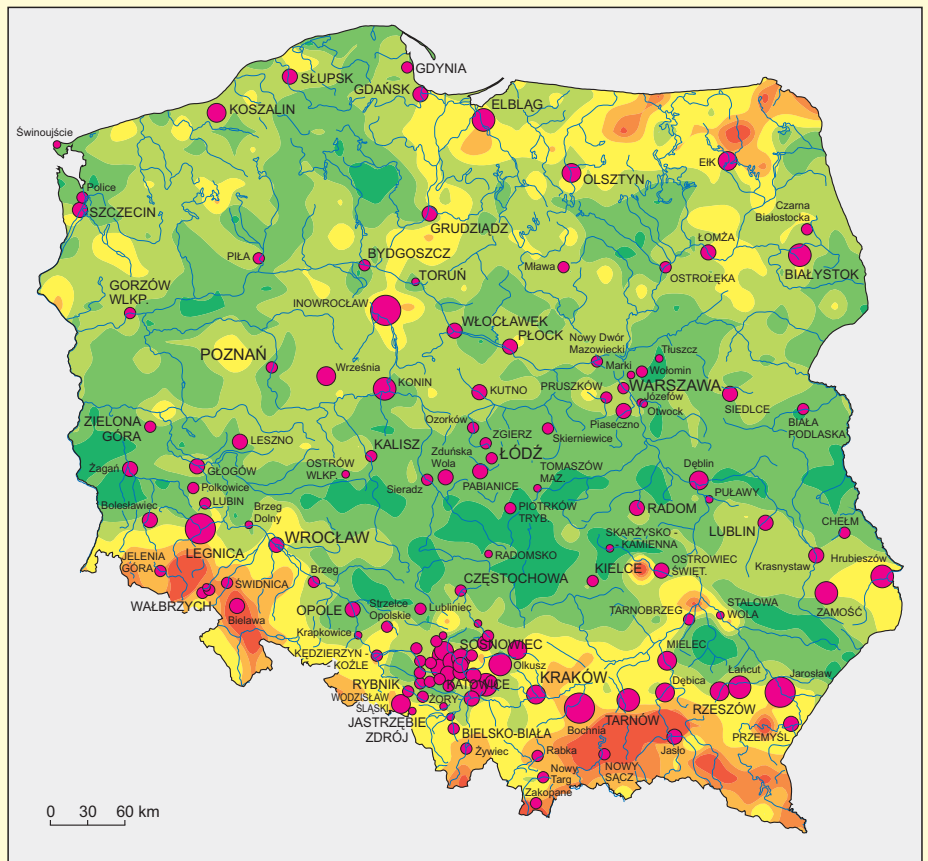 GDYNIA
SŁUPSK
GDAŃSK
ELBLĄG
KOSZALIN
Świnoujście
EŁK
OLSZTYN
Police
SZCZECIN
Czarna
Białostocka
GRUDZIĄDZ
ŁOMŻA
BYDGOSZCZ
PIŁA
Mława
BIAŁYSTOK
TORUŃ
OSTROŁĘKA
GORZÓW
WLKP.
INOWROCŁAW
WŁOCŁAWEK
PŁOCK
Nowy Dwór
Mazowiecki
Tłuszcz
POZNAŃ
Marki
Wołomin
Września
KONIN
KUTNO
PRUSZKÓW
WARSZAWA
Józefów
Otwock
SIEDLCE
Piaseczno
BIAŁA
PODLASKA
ZIELONA
GÓRA
Ozorków
Skierniewice
LESZNO
ZGIERZ
KALISZ
Zduńska
Wola
ŁÓDŹ
Żagań
GŁOGÓW
OSTRÓW
WLKP.
TOMASZÓW
MAZ.
Dęblin
Sieradz
PABIANICE
Polkowice
LUBIN
PUŁAWY
Bolesławiec
Brzeg
Dolny
PIOTRKÓW
TRYB.
RADOM
LUBLIN
CHEŁM
LEGNICA
WROCŁAW
SKARŻYSKO -
- KAMIENNA
RADOMSKO
JELENIA
GÓRA
KIELCE
OSTROWIEC
ŚWIĘT.
Krasnystaw
Hrubieszów
ŚWIDNICA
Brzeg
CZĘSTOCHOWA
WAŁBRZYCH
Bielawa
OPOLE
Strzelce
Opolskie
Lubliniec
TARNOBRZEG
STALOWA
WOLA
ZAMOŚĆ
Krapkowice
KĘDZIERZYN -
KOŹLE
SOSNOWIEC
MIELEC
Olkusz
KATOWICE
KRAKÓW
Dębica
Łańcut
Jarosław
RYBNIK
WODZISŁAW
ŚLĄSKI
ŻORY
RZESZÓW
JASTRZĘBIE
ZDRÓJ
Bochnia
TARNÓW
BIELSKO-BIAŁA
PRZEMYŚL
Żywiec
Rabka
Jasło
Nowy
Targ
NOWY
SĄCZ
Zakopane
0 30 60 km